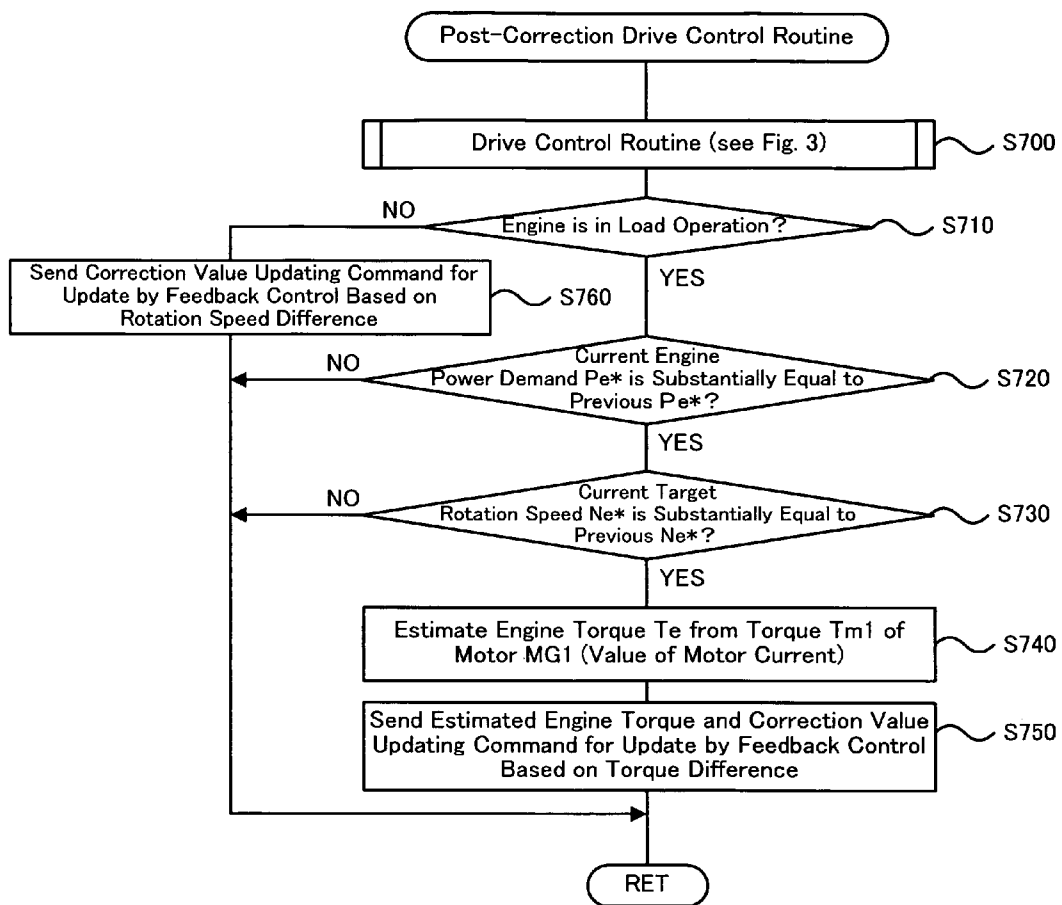 Post-Correction Drive Control Routine
Drive Control Routine (see Fig. 3)
S700
NO
Engine is in Load Operation?
S710
YES
Send Correction Value Updating Command for
Update by Feedback Control Based on
Rotation Speed Difference
S760
NO
Current Engine
Power Demand Pe* is Substantially Equal to
Previous Pe*?
S720
YES
NO
Current Target
Rotation Speed Ne* is Substantially Equal to
Previous Ne*?
S730
YES
Estimate Engine Torque Te from Torque Tm1 of
Motor MG1 (Value of Motor Current)
S740
Send Estimated Engine Torque and Correction Value
Updating Command for Update by Feedback Control
Based on Torque Difference
S750
RET